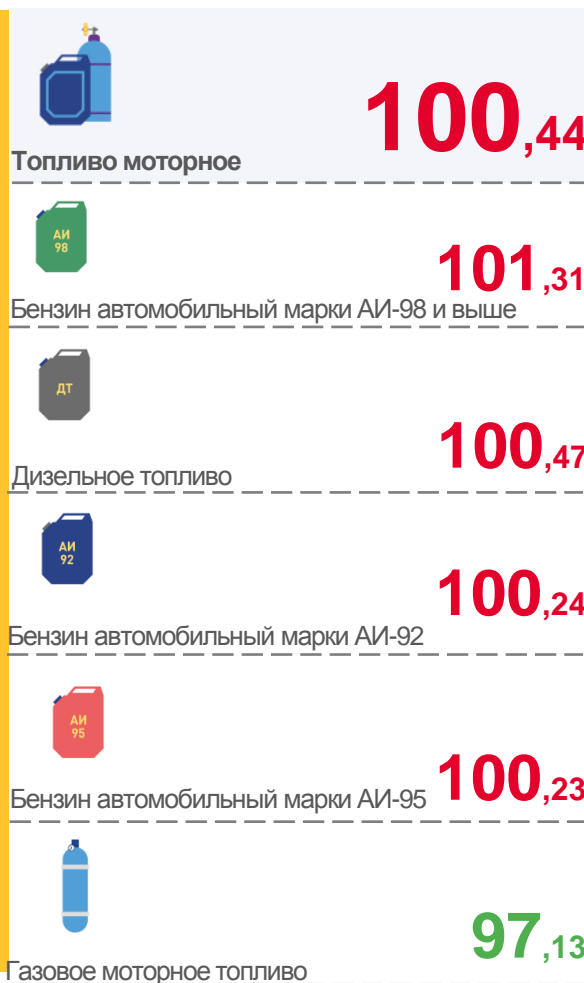 100,44
Топливо моторное
АИ
98
101,31
Бензин автомобильный марки АИ-98 и выше
ДТ
100,47
Дизельное топливо
АИ
92
100,24
Бензин автомобильный марки АИ-92
АИ
95
100,23
Бензин автомобильный марки АИ-95
97,13
Газовое моторное топливо